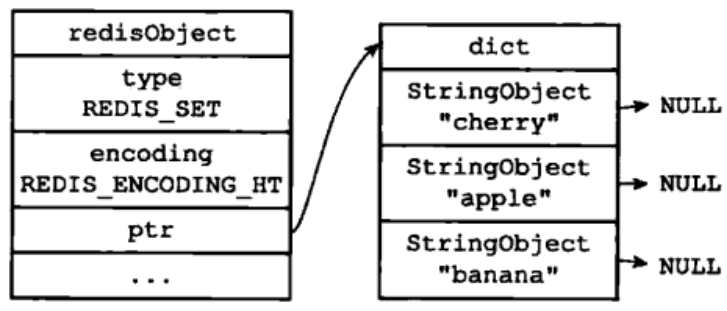 redisObject
type
REDIS_SET
encoding
REDIS_ENCODING_HT
ptr
...
dict
StringObject
"cherry"
NULL
StringObject
"apple"
NULL
StringObject
"banana"
NULL